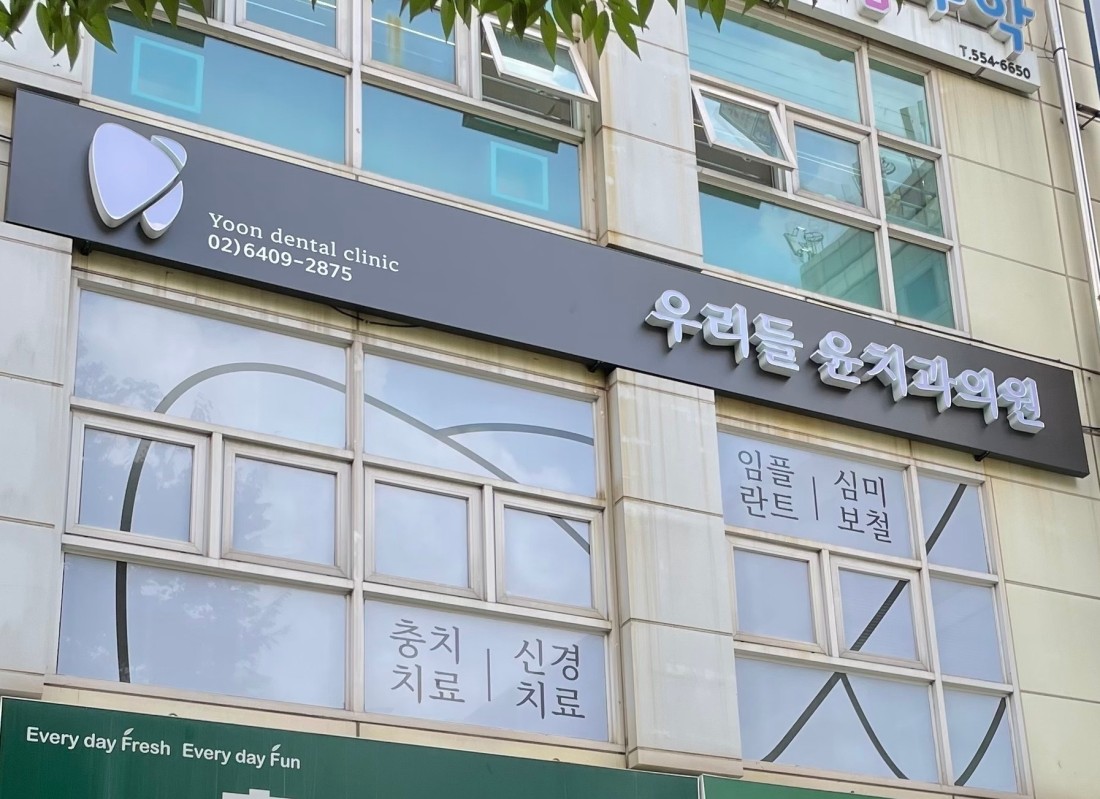 T.554-6650
Yoon dental clinic
02)6409-2875
우리들 윤치과의원
임플
란트
심미
보철
충치
치료
신경
치료
Every day Fresh Every day Fun